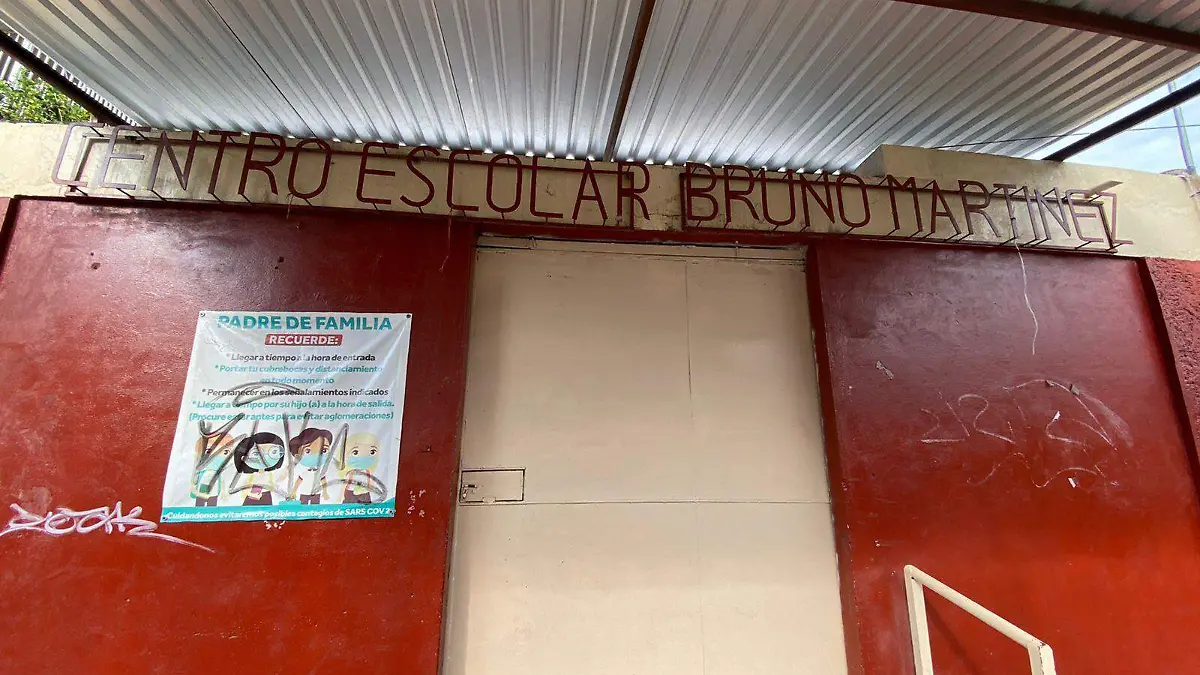 CENTRO ESCOLAR BRUNO MARTINEZ
PADRE DE FAMILIA
RECUERDE:
* Llegar a tiempo a la hora de entrada
* Portar tu cubrebocas y distanciamiento
en todo momento
* Permanecer en los señalamientos indicados
* Llegar a tiempo por su hijo (a) a la hora de salida.
(Procure estar antes para evitar aglomeraciones)
*Cuidandonos evitaremos posibles contagios de SARS COV 2